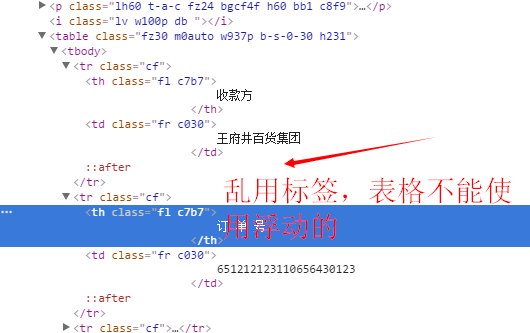 ▶<p class="lh60 t-a-c fz24 bgcf4f h60 bb1 c8f9">…</p>
<i class="lv w100p db "></i>
▼<table class="fz30 m0auto w937p b-s-0-30 h231">
▼<tbody>
▼<tr class="cf">
▼<th class="fl c7b7">
收款方
</th>
▼<td class="fr c030">
王府井百货集团
</td>
::after
</tr>
▼<tr class="cf">
▼<th class="fl c7b7">
订 单 号
</th>
▼<td class="fr c030">
651212123110656430123
</td>
::after
</tr>
▶<tr class="cf">…</tr>
乱用标签，表格不能使
用浮动的